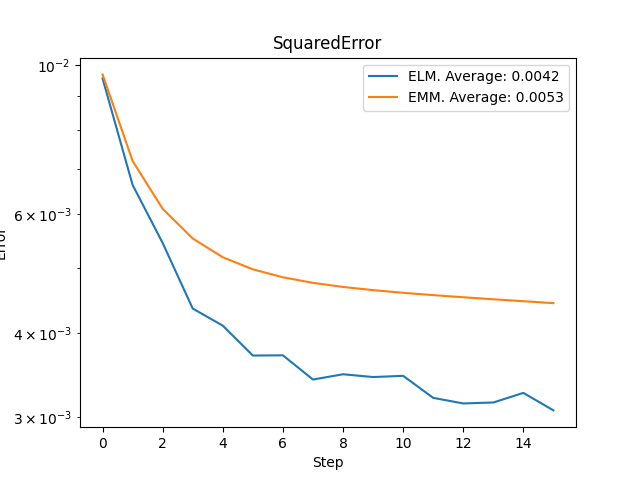 SquaredError
ELM. Average: 0.0042
EMM. Average: 0.0053
10⁻²
6 × 10⁻³
4 × 10⁻³
3 × 10⁻³
Error
0 2 4 6 8 10 12 14
Step